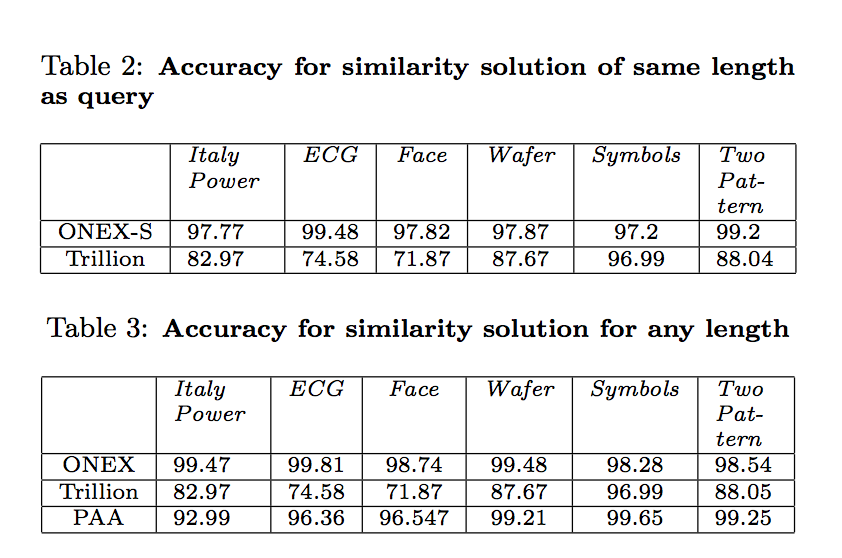 Table 2: Accuracy for similarity solution of same length
as query
Italy ECG Face Wafer Symbols Two
Power Pat-
tern
ONEX-S 97.77 99.48 97.82 97.87 97.2 99.2
Trillion 82.97 74.58 71.87 87.67 96.99 88.04
Table 3: Accuracy for similarity solution for any length
Italy ECG Face Wafer Symbols Two
Power Pat-
tern
ONEX 99.47 99.81 98.74 99.48 98.28 98.54
Trillion 82.97 74.58 71.87 87.67 96.99 88.05
PAA 92.99 96.36 96.547 99.21 99.65 99.25